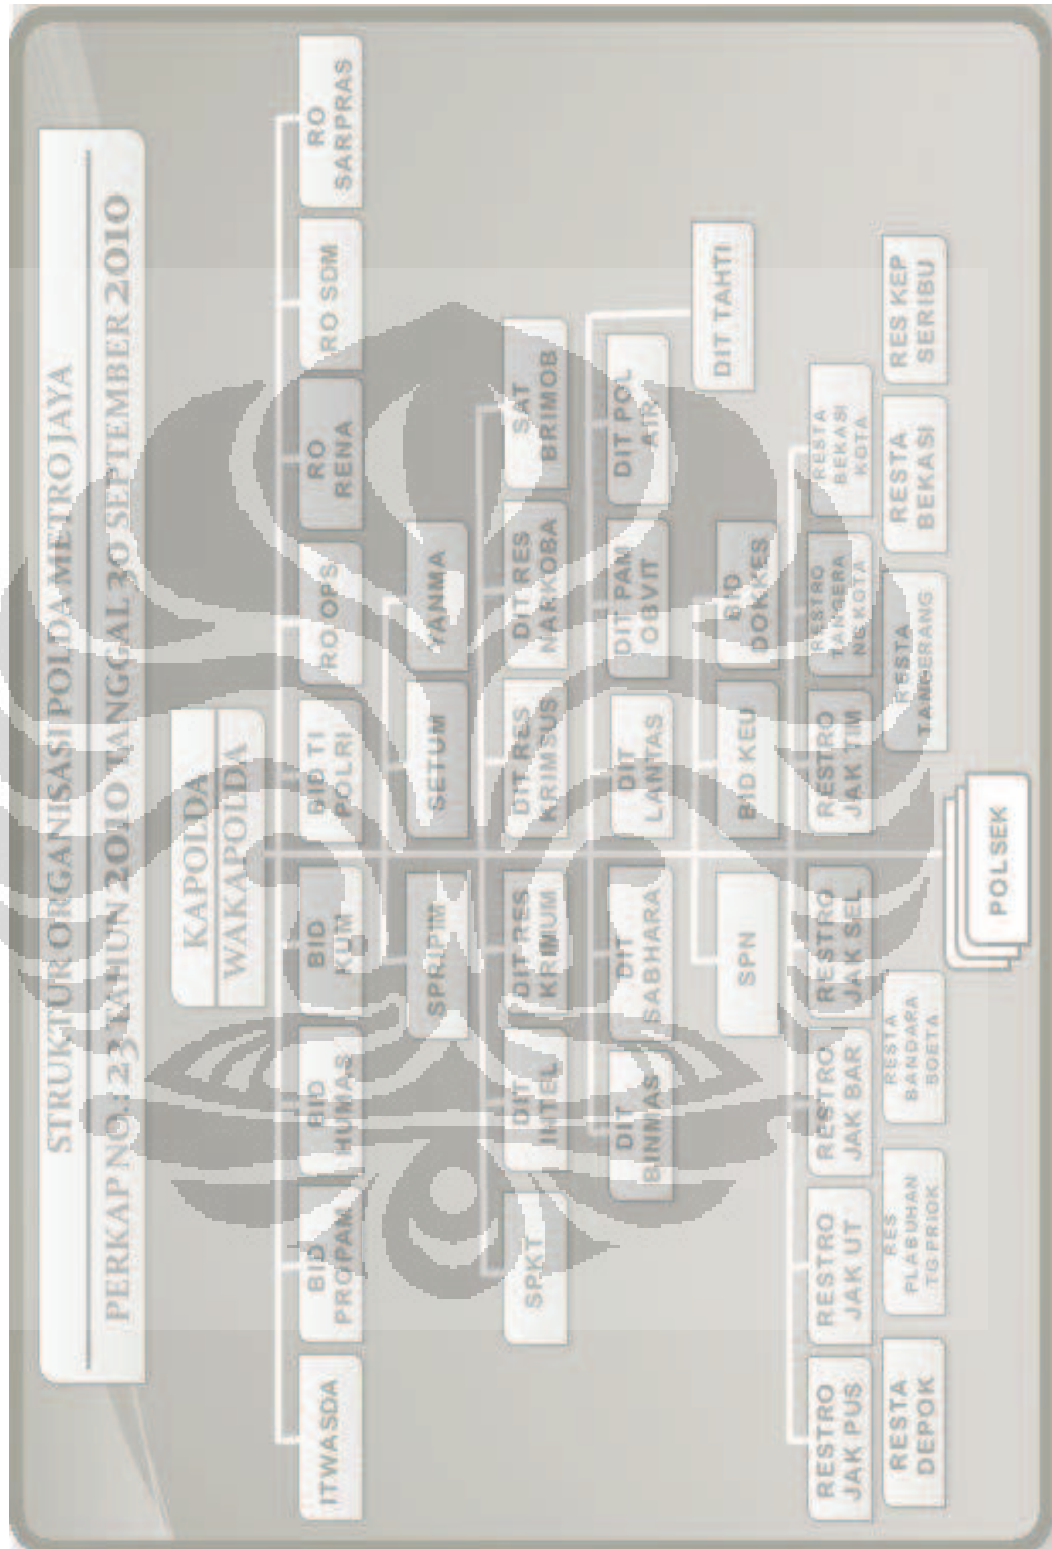 STRUKTUR ORGANISASI POLDA METRO JAYA
PERKAP NO.: 23 TAHUN 2010 TANGGAL 30 SEPTEMBER 2010
KAPOLDA
WAKAPOLDA
ITWASDA
BID
PROPAM
BID
HUMAS
BID
KUM
BID TI
POLRI
RO OPS
RO
RENA
RO SDM
RO
SARPRAS
SPRIPIM
SETUM
YANMA
SPKT
DIT
INTEL
DIT RES
KRIMUM
DIT RES
KRIMSUS
DIT RES
NARKOBA
SAT
BRIMOB
DIT
BINMAS
DIT
SABHARA
DIT
LANTAS
DIT PAM
OBVIT
DIT POL
AIR
DIT TAHTI
SPN
BID KEU
BID
DOKKES
RESTRO
JAK PUS
RESTRO
JAK UT
RESTRO
JAK BAR
RESTRO
JAK SEL
RESTRO
JAK TIM
RESTRO
TANGERA
NG KOTA
RESTA
BEKASI
KOTA
RESTA
DEPOK
RES
PLABUHAN
TG PRIOK
RESTA
BANDARA
SOETA
RESTA
TANGERANG
RESTA
BEKASI
RES KEP
SERIBU
POLSEK